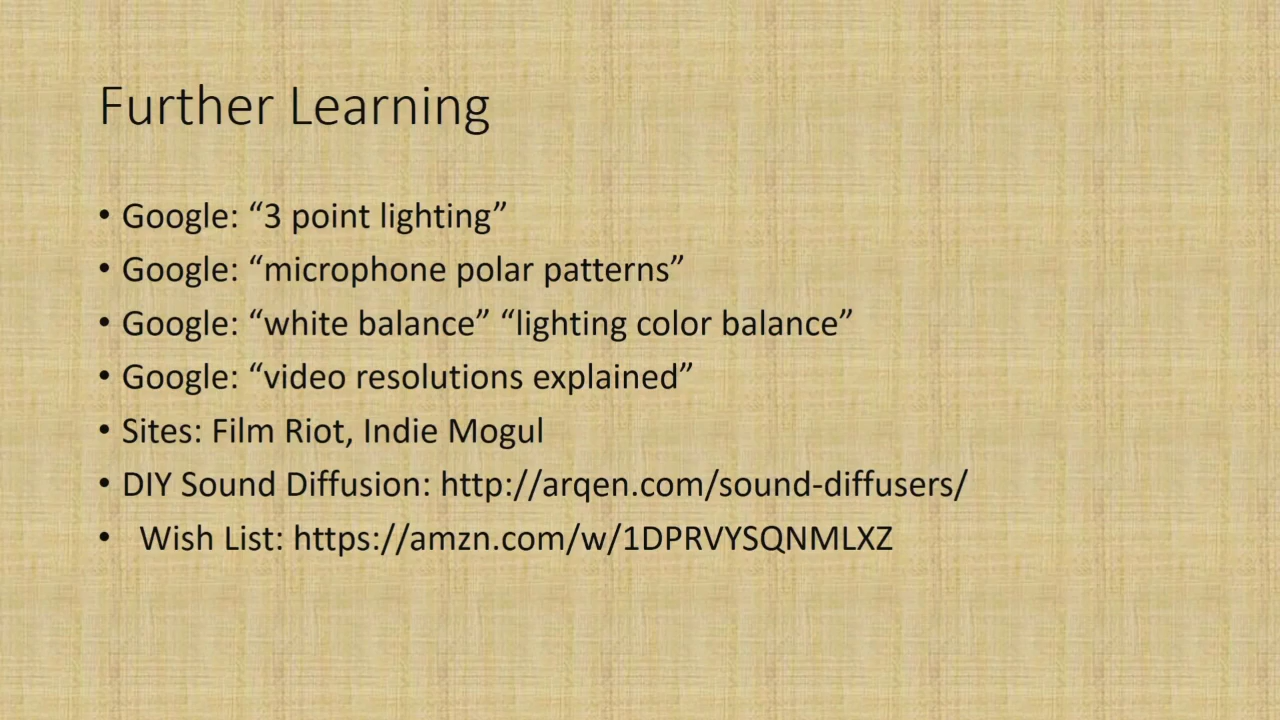 Further Learning
• Google: “3 point lighting”
• Google: “microphone polar patterns”
• Google: “white balance” “lighting color balance”
• Google: “video resolutions explained”
• Sites: Film Riot, Indie Mogul
• DIY Sound Diffusion: http://arqen.com/sound-diffusers/
• Wish List: https://amzn.com/w/1DPRVYSQNMLXZ